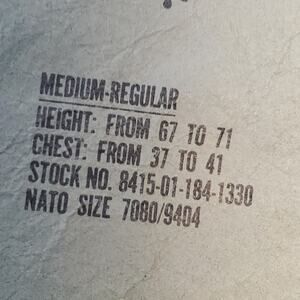 MEDIUM-REGULAR
HEIGHT: FROM 67 TO 71
CHEST: FROM 37 TO 41
STOCK NO. 8415-01-184-1330
NATO SIZE 7080/9404